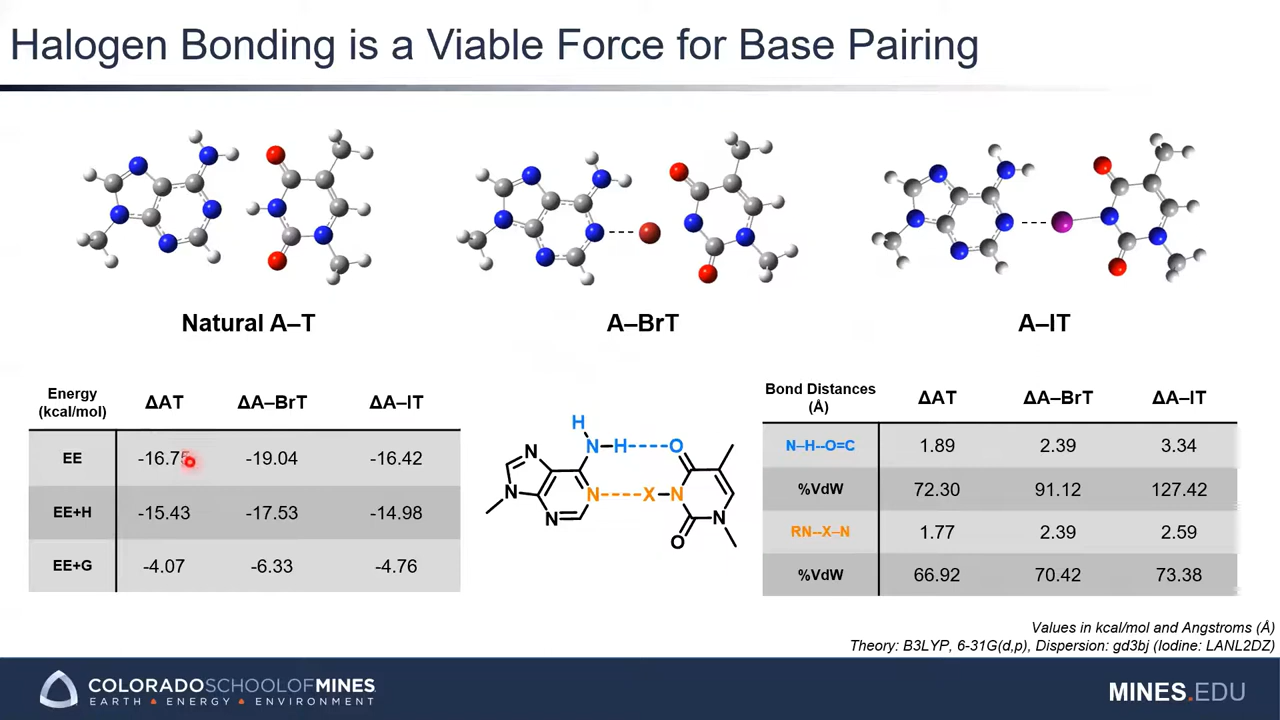 Halogen Bonding is a Viable Force for Base Pairing
Natural A–T
A–BrT
A–IT
Energy (kcal/mol) ΔAT ΔA–BrT ΔA–IT
EE -16.75 -19.04 -16.42
EE+H -15.43 -17.53 -14.98
EE+G -4.07 -6.33 -4.76
H
N
N
H
O
N
N
N
X
N
N
O
Bond Distances (Å) ΔAT ΔA–BrT ΔA–IT
N–H--O=C 1.89 2.39 3.34
%VdW 72.30 91.12 127.42
RN--X–N 1.77 2.39 2.59
%VdW 66.92 70.42 73.38
Values in kcal/mol and Angstroms (Å)
Theory: B3LYP, 6-31G(d,p), Dispersion: gd3bj (Iodine: LANL2DZ)
COLORADOSCHOOLOFMINES
EARTH • ENERGY • ENVIRONMENT
MINES.EDU